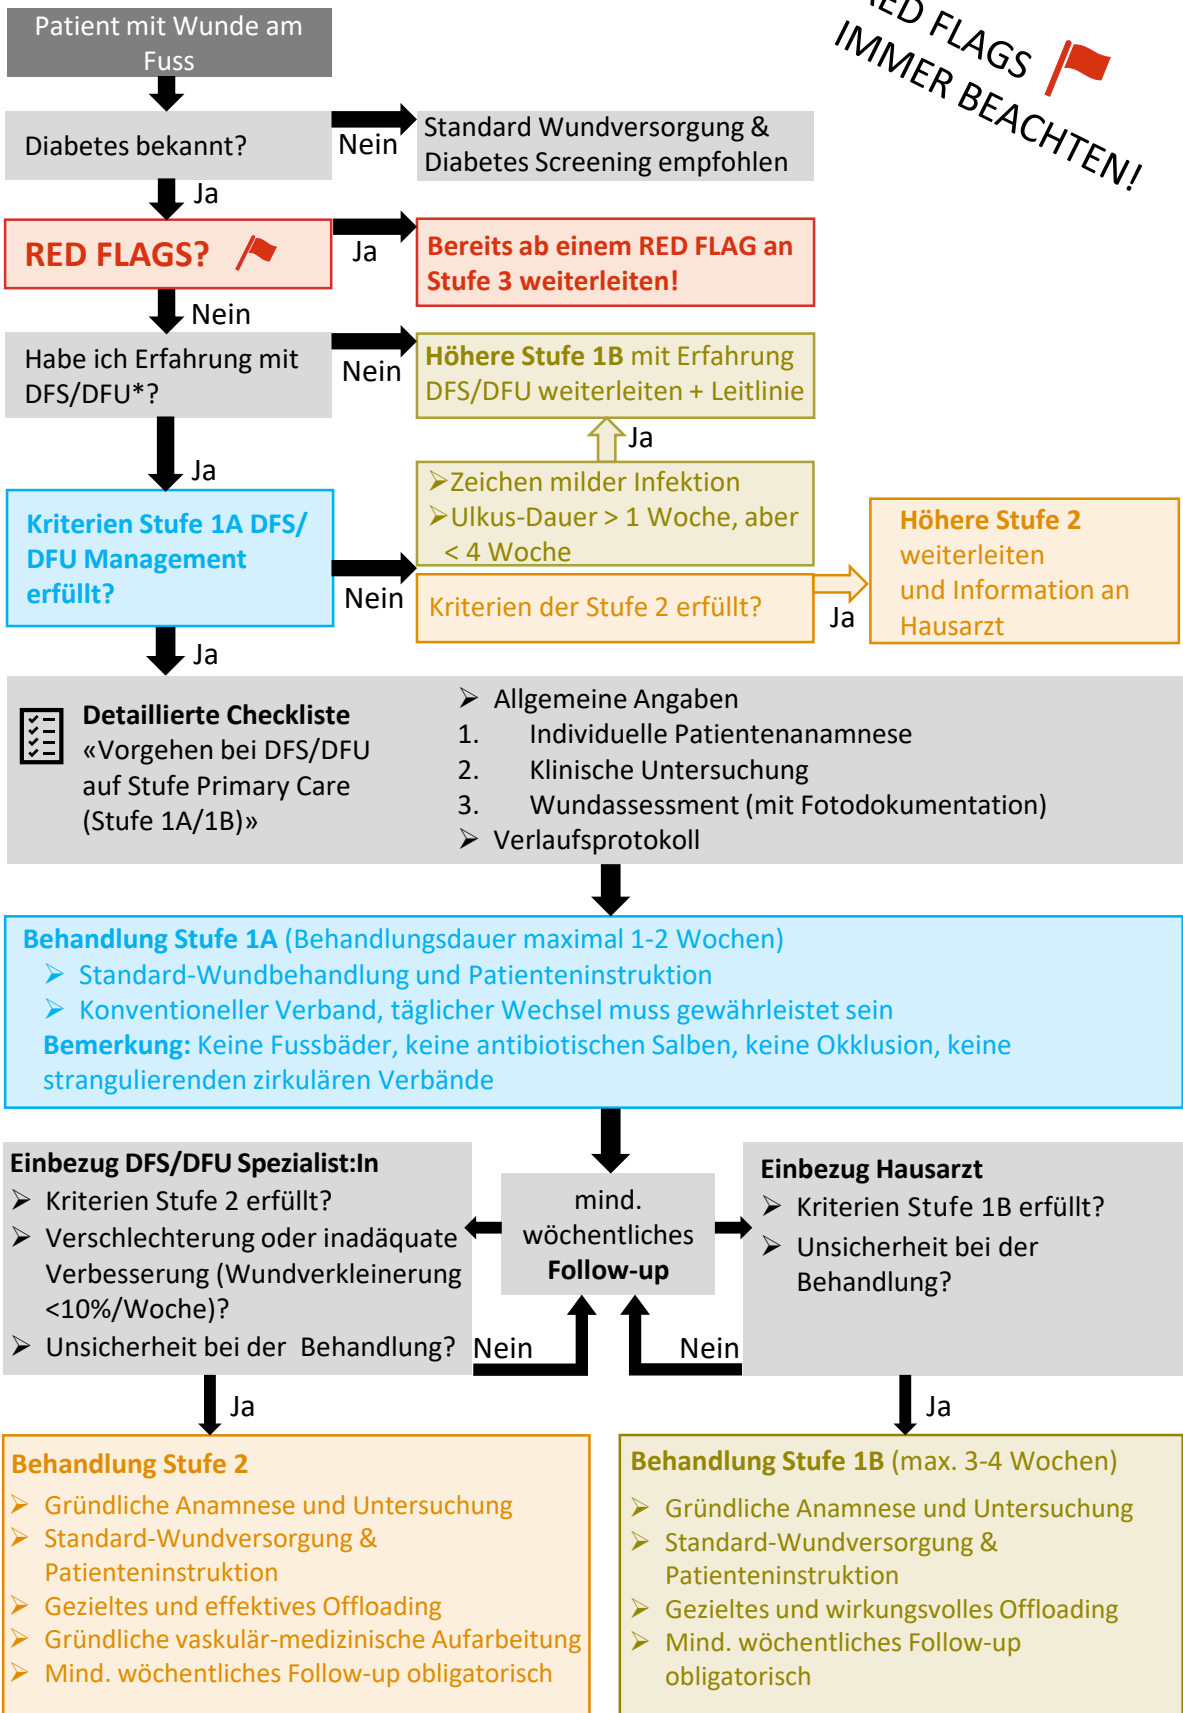 Patient mit Wunde am
Fuss
RED FLAGS
IMMER BEACHTEN!
Diabetes bekannt?
Nein
Standard Wundversorgung &
Diabetes Screening empfohlen
Ja
RED FLAGS?
Ja
Bereits ab einem RED FLAG an
Stufe 3 weiterleiten!
Nein
Habe ich Erfahrung mit
DFS/DFU*?
Nein
Höhere Stufe 1B mit Erfahrung
DFS/DFU weiterleiten + Leitlinie
Ja
Ja
Kriterien Stufe 1A DFS/
DFU Management
erfüllt?
Nein
➢Zeichen milder Infektion
➢Ulkus-Dauer > 1 Woche, aber
< 4 Woche
Kriterien der Stufe 2 erfüllt?
Ja
Höhere Stufe 2
weiterleiten
und Information an
Hausarzt
Ja
Detaillierte Checkliste
«Vorgehen bei DFS/DFU
auf Stufe Primary Care
(Stufe 1A/1B)»
➢ Allgemeine Angaben
1. Individuelle Patientenanamnese
2. Klinische Untersuchung
3. Wundassessment (mit Fotodokumentation)
➢ Verlaufsprotokoll
Behandlung Stufe 1A (Behandlungsdauer maximal 1-2 Wochen)
➢ Standard-Wundbehandlung und Patienteninstruktion
➢ Konventioneller Verband, täglicher Wechsel muss gewährleistet sein
Bemerkung: Keine Fussbäder, keine antibiotischen Salben, keine Okklusion, keine
strangulierenden zirkulären Verbände
Einbezug DFS/DFU Spezialist:In
➢ Kriterien Stufe 2 erfüllt?
➢ Verschlechterung oder inadäquate
Verbesserung (Wundverkleinerung
<10%/Woche)?
➢ Unsicherheit bei der Behandlung?
Nein
mind.
wöchentliches
Follow-up
Nein
Einbezug Hausarzt
➢ Kriterien Stufe 1B erfüllt?
➢ Unsicherheit bei der
Behandlung?
Ja
Ja
Behandlung Stufe 2
➢ Gründliche Anamnese und Untersuchung
➢ Standard-Wundversorgung &
Patienteninstruktion
➢ Gezieltes und effektives Offloading
➢ Gründliche vaskulär-medizinische Aufarbeitung
➢ Mind. wöchentliches Follow-up obligatorisch
Behandlung Stufe 1B (max. 3-4 Wochen)
➢ Gründliche Anamnese und Untersuchung
➢ Standard-Wundversorgung &
Patienteninstruktion
➢ Gezieltes und wirkungsvolles Offloading
➢ Mind. wöchentliches Follow-up
obligatorisch